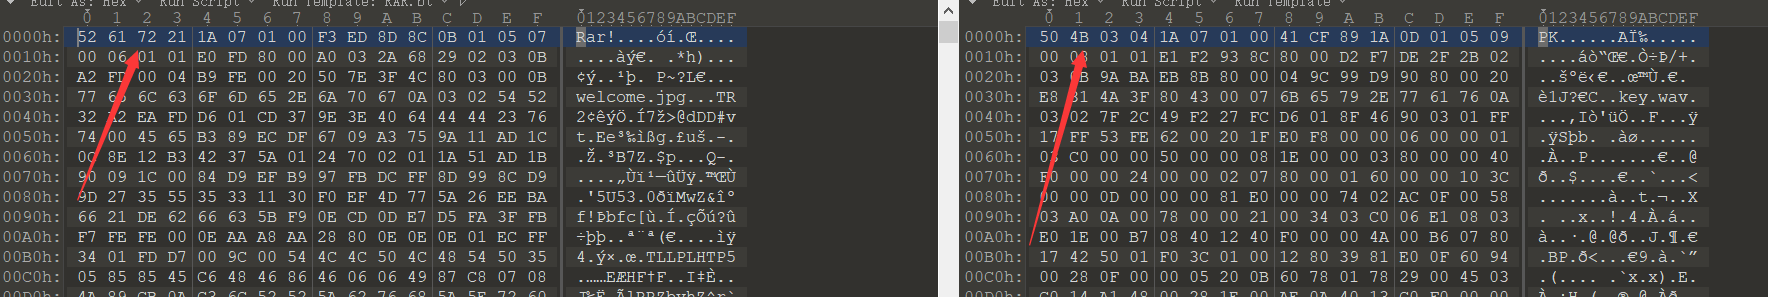 Edit As: Hex Run Script Run Template: RAR.bt
0 1 2 3 4 5 6 7 8 9 A B C D E F 0123456789ABCDEF
0000h: 52 61 72 21 1A 07 01 00 F3 ED 8D 8C 0B 01 05 07 Rar!....óí.Œ....
0010h: 00 06 01 01 E0 FD 80 00 A0 03 2A 68 29 02 03 0B ....àý€. .*h)...
0020h: A2 FD 00 04 B9 FE 00 20 50 7E 3F 4C 80 00 00 0B ¢ý..¹þ. P~?L€...
0030h: 77 65 6C 63 6F 6D 65 2E 6A 70 67 0A 03 02 54 52 welcome.jpg...TR
0040h: 32 A2 EA FD D6 01 CD 37 9E 3E 40 64 44 44 23 76 2¢êýÖ.Í7ž>@dDD#v
0050h: 74 00 45 65 B3 89 EC DF 67 09 A3 75 9A 11 AD 1C t.Ee³‰ìßg.£uš.-.
0060h: 0C 8E 12 B3 42 37 5A 01 24 70 02 01 1A 51 AD 1B .Ž.³B7Z.$p...Q-.
0070h: 90 09 1C 00 84 D9 EF B9 97 FB DC FF 8D 99 8C D9
0080h: 9D 27 35 55 35 33 11 30 F0 EF 4D 77 5A 26 EE BA .'5U53.0ðïMwZ&îº
0090h: 66 21 DE 62 66 63 5B F9 0E CD 0D E7 D5 FA 3F FB f!Þbfc[ù.Í.çÕú?û
00A0h: F7 FE FE 00 0E AA A8 AA 28 80 0E 0E 0E 01 EC FF ÷þþ..ª¨ª(€....ìÿ
00B0h: 34 01 FD D7 00 9C 00 54 4C 4C 50 4C 48 54 50 35 4.ý×.œ.TLLPLHTP5
00C0h: 05 85 85 45 C6 48 46 86 46 06 06 49 87 C8 07 08
Edit As: Hex Run Script Run Template
0 1 2 3 4 5 6 7 8 9 A B C D E F 0123456789ABCDEF
0000h: 50 4B 03 04 1A 07 01 00 41 CF 89 1A 0D 01 05 09 PK......AÏ‰.....
0010h: 00 08 01 01 E1 F2 93 8C 80 00 D2 F7 DE 2F 2B 02 ....áò“Œ€.Ò÷Þ/+.
0020h: 03 0B 9A BA EB 8B 80 00 04 9C 99 D9 90 80 00 20
0030h: E8 31 4A 3F 80 43 00 07 6B 65 79 2E 77 61 76 0A è1J?€C..key.wav.
0040h: 03 02 7F 2C 49 F2 27 FC D6 01 8F 46 90 03 01 FF
0050h: 17 FF 53 FE 62 00 20 1F E0 F8 00 00 06 00 00 01 .ÿSþb. .àø......
0060h: 03 C0 00 00 50 00 00 08 1E 00 00 03 80 00 00 40 .À..P.......€..@
0070h: F0 00 00 24 00 00 02 07 80 00 01 60 00 00 10 3C ð..$....€..`...<
0080h: 00 00 0D 00 00 00 81 E0 00 00 74 02 AC 0F 00 58 .......à..t.¬..X
0090h: 03 A0 0A 00 78 00 00 21 00 34 03 C0 06 E1 08 03
00A0h: E0 1E 00 B7 08 40 12 40 F0 00 00 4A 00 B6 07 80 à..·.@.@ð..J.¶.€
00B0h: 17 42 50 01 F0 3C 01 00 12 80 39 81 E0 0F 60 94 .BP.ð<...€9.à.`”
00C0h: 00 28 0F 00 00 05 20 0B 60 78 01 78 29 00 45 03 .(.... .`x.x).E.